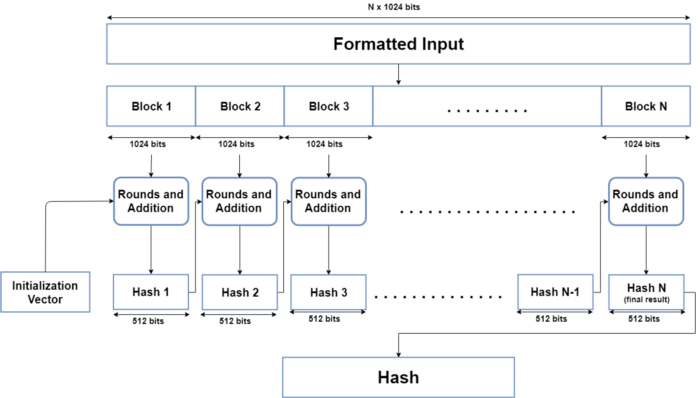 N x 1024 bits
Formatted Input
Block 1
Block 2
Block 3
. . . . . . . . .
Block N
1024 bits
1024 bits
1024 bits
1024 bits
Rounds and
Addition
Rounds and
Addition
Rounds and
Addition
. . . . . . . . . . . . . . . . . . .
Rounds and
Addition
Initialization
Vector
Hash 1
Hash 2
Hash 3
. . . . . . . . . . . . . .
Hash N-1
Hash N
(final result)
512 bits
512 bits
512 bits
512 bits
512 bits
Hash